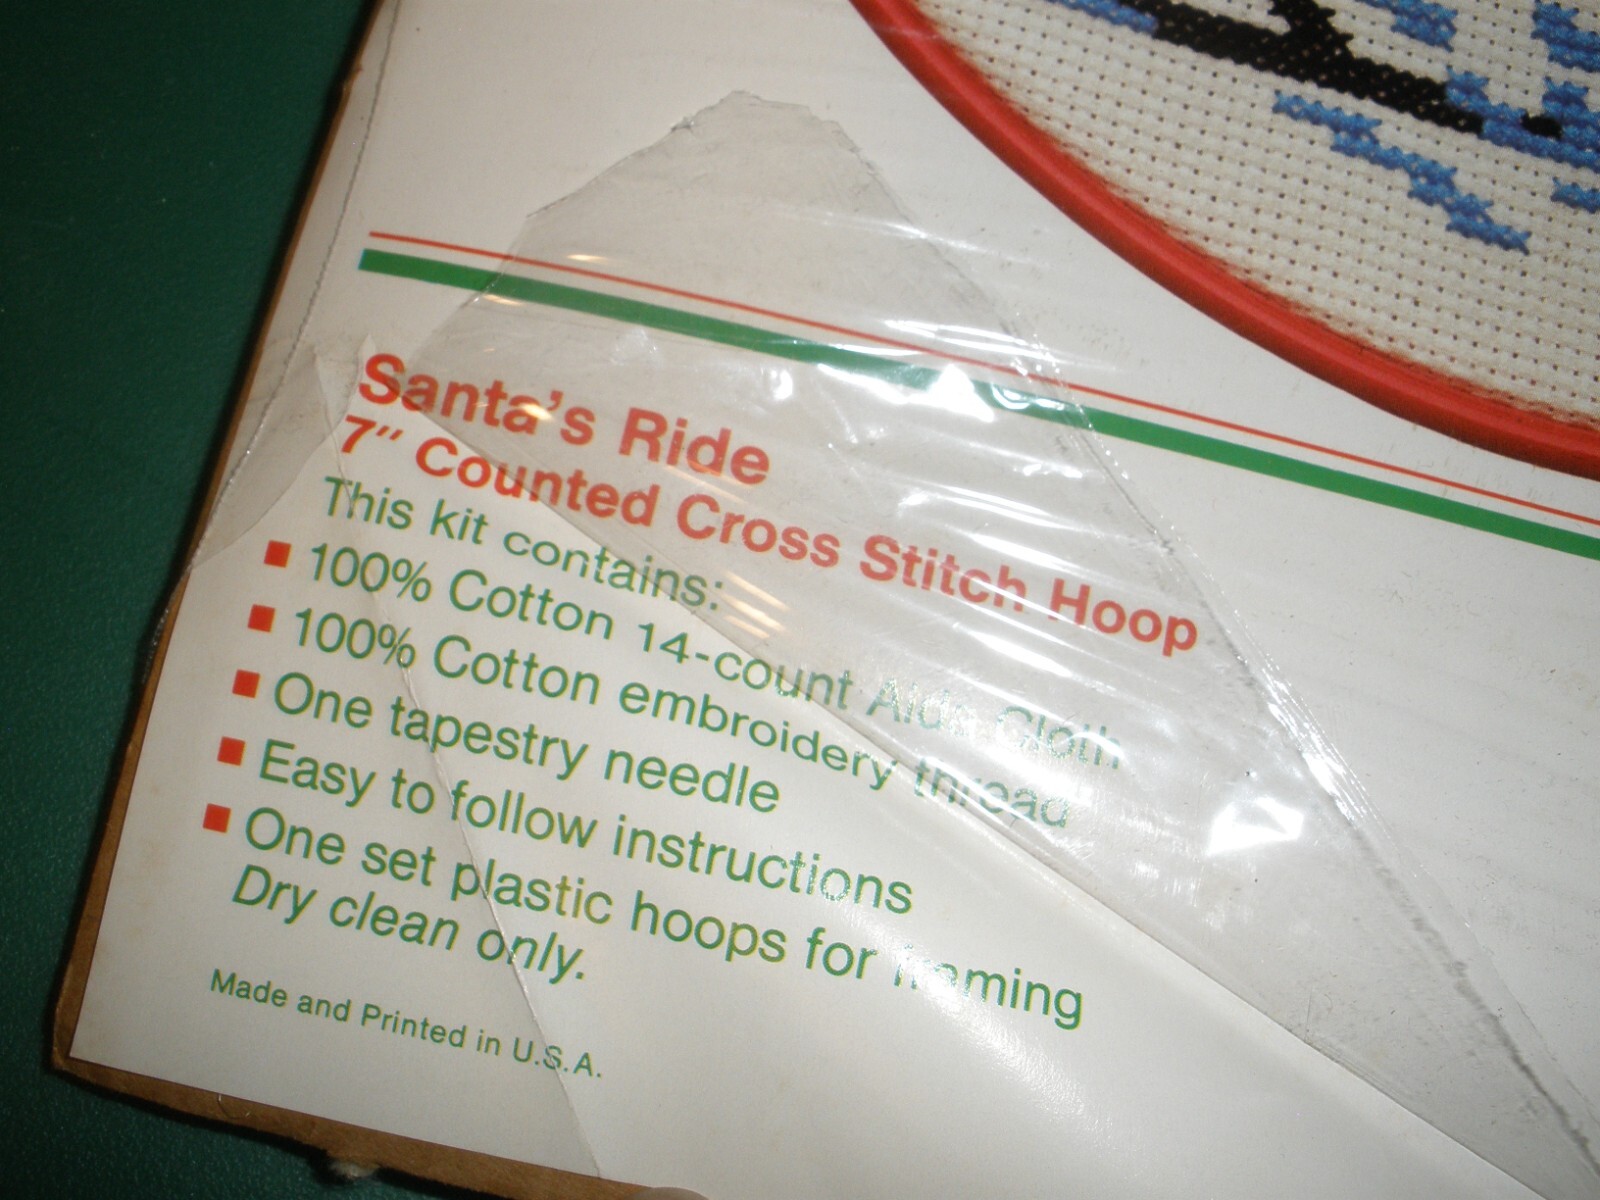 Santa's Ride
7" Counted Cross Stitch Hoop
This kit contains:
■ 100% Cotton 14-count Aida Cloth
■ 100% Cotton embroidery thread
■ One tapestry needle
■ Easy to follow instructions
■ One set plastic hoops for framing
Dry clean only.
Made and Printed in U.S.A.